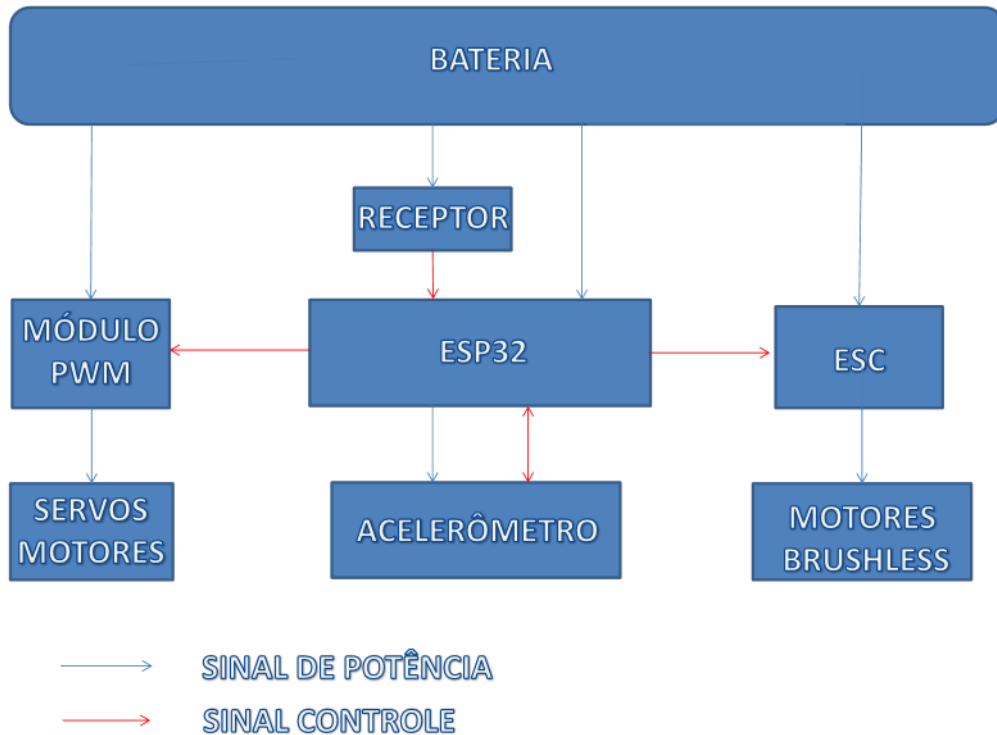 BATERIA
RECEPTOR
MÓDULO
PWM
ESP32
ESC
SERVOS
MOTORES
ACELERÔMETRO
MOTORES
BRUSHLESS
SINAL DE POTÊNCIA
SINAL CONTROLE